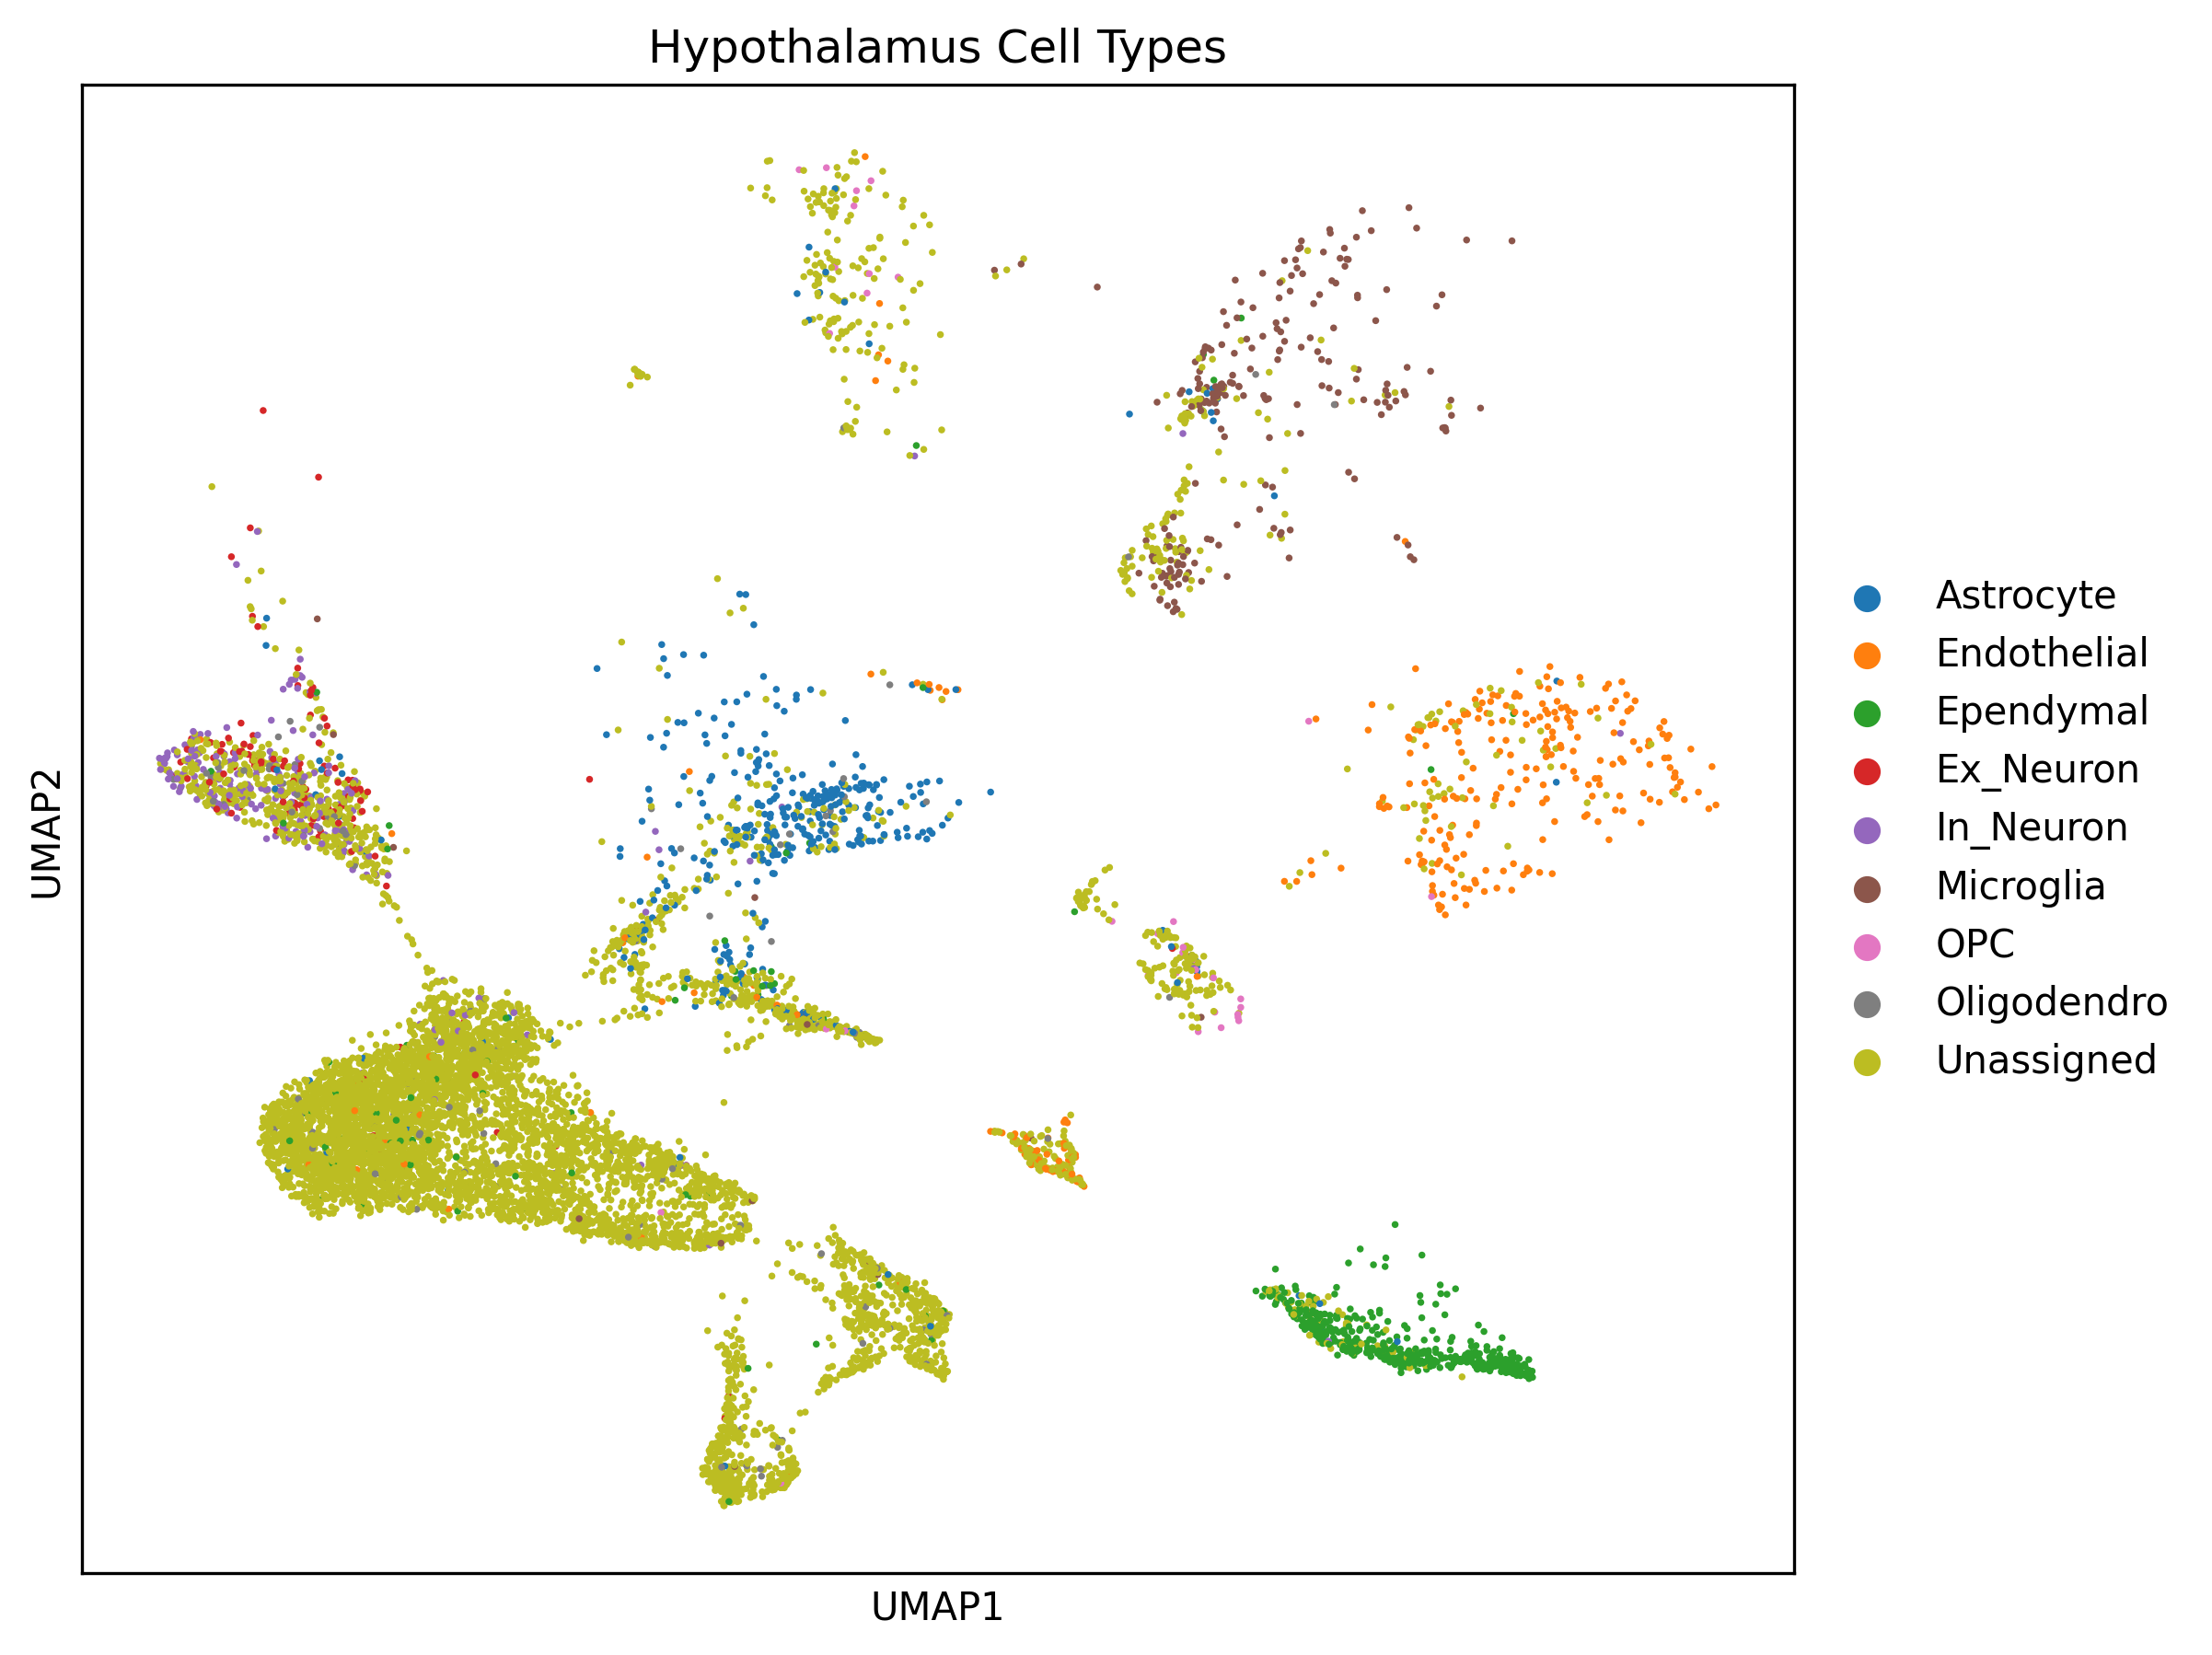 Hypothalamus Cell Types
UMAP2
UMAP1
Astrocyte
Endothelial
Ependymal
Ex_Neuron
In_Neuron
Microglia
OPC
Oligodendro
Unassigned